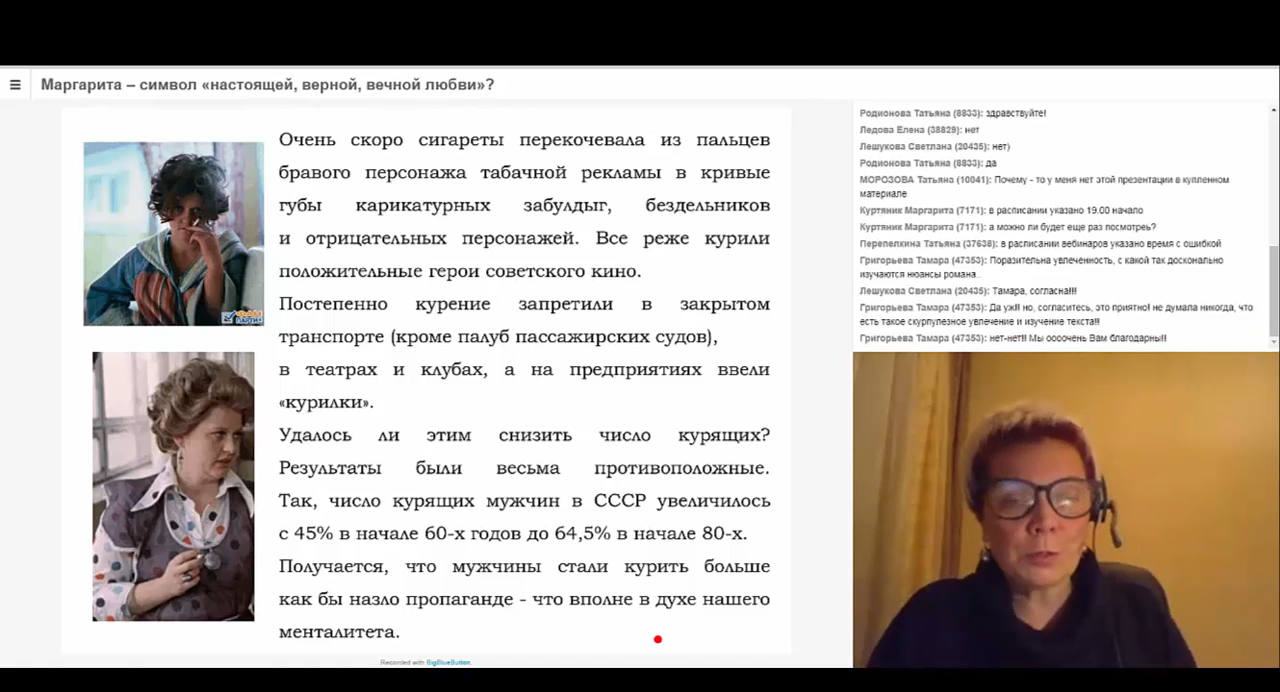 Маргарита – символ «настоящей, верной, вечной любви»?
Очень скоро сигареты перекочевала из пальцев
бравого персонажа табачной рекламы в кривые
губы карикатурных забулдыг, бездельников
и отрицательных персонажей. Все реже курили
положительные герои советского кино.
Постепенно курение запретили в закрытом
транспорте (кроме палуб пассажирских судов),
в театрах и клубах, а на предприятиях ввели
«курилки».
Удалось ли этим снизить число курящих?
Результаты были весьма противоположные.
Так, число курящих мужчин в СССР увеличилось
с 45% в начале 60-х годов до 64,5% в начале 80-х.
Получается, что мужчины стали курить больше
как бы назло пропаганде - что вполне в духе нашего
менталитета.
Recorded with BigBlueButton.
Родионова Татьяна (8833): здравствуйте!
Ледова Елена (38829): нет
Лешукова Светлана (20435): нет)
Родионова Татьяна (8833): да
МОРОЗОВА Татьяна (10041): Почему - то у меня нет этой презентации в купленном
материале
Куртяник Маргарита (7171): в расписании указано 19.00 начало
Куртяник Маргарита (7171): а можно ли будет еще раз посмотреь?
Перепелкина Татьяна (37638): в расписании вебинаров указано время с ошибкой
Григорьева Тамара (47353): Поразительна увлеченность, с какой так досконально
изучаются нюансы романа..
Лешукова Светлана (20435): Тамара, согласна!!!!
Григорьева Тамара (47353): Да уж!! но, согласитесь, это приятно! не думала никогда, что
есть такое скурпулезное увлечение и изучение текста!!!
Григорьева Тамара (47353): нет-нет!! Мы оооочень Вам благодарны!!!